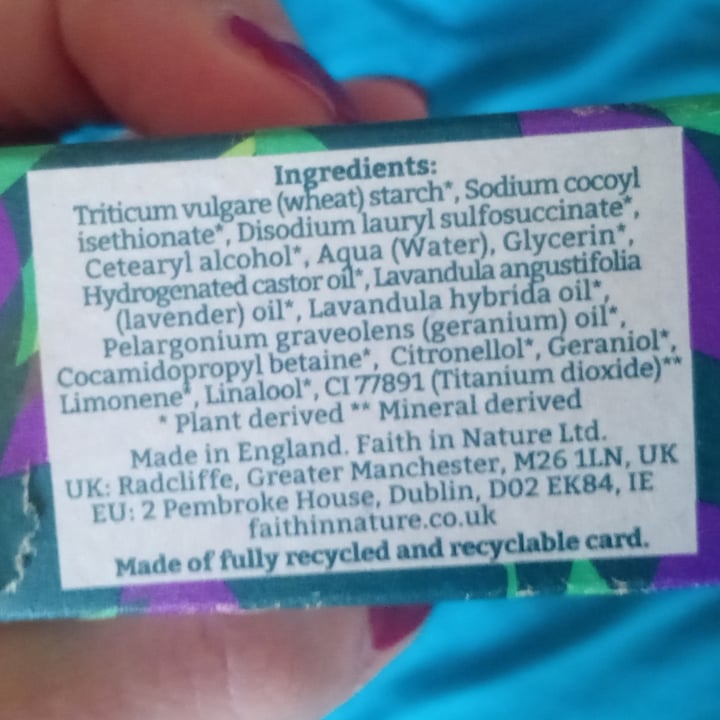 Ingredients:
Triticum vulgare (wheat) starch*, Sodium cocoyl
isethionate*, Disodium lauryl sulfosuccinate*,
Cetearyl alcohol*, Aqua (Water), Glycerin*,
Hydrogenated castor oil*, Lavandula angustifolia
(lavender) oil*, Lavandula hybrida oil*,
Pelargonium graveolens (geranium) oil*,
Cocamidopropyl betaine*, Citronellol*, Geraniol*,
Limonene*, Linalool*, CI 77891 (Titanium dioxide)**
* Plant derived ** Mineral derived
Made in England. Faith in Nature Ltd.
UK: Radcliffe, Greater Manchester, M26 1LN, UK
EU: 2 Pembroke House, Dublin, D02 EK84, IE
faithinnature.co.uk
Made of fully recycled and recyclable card.